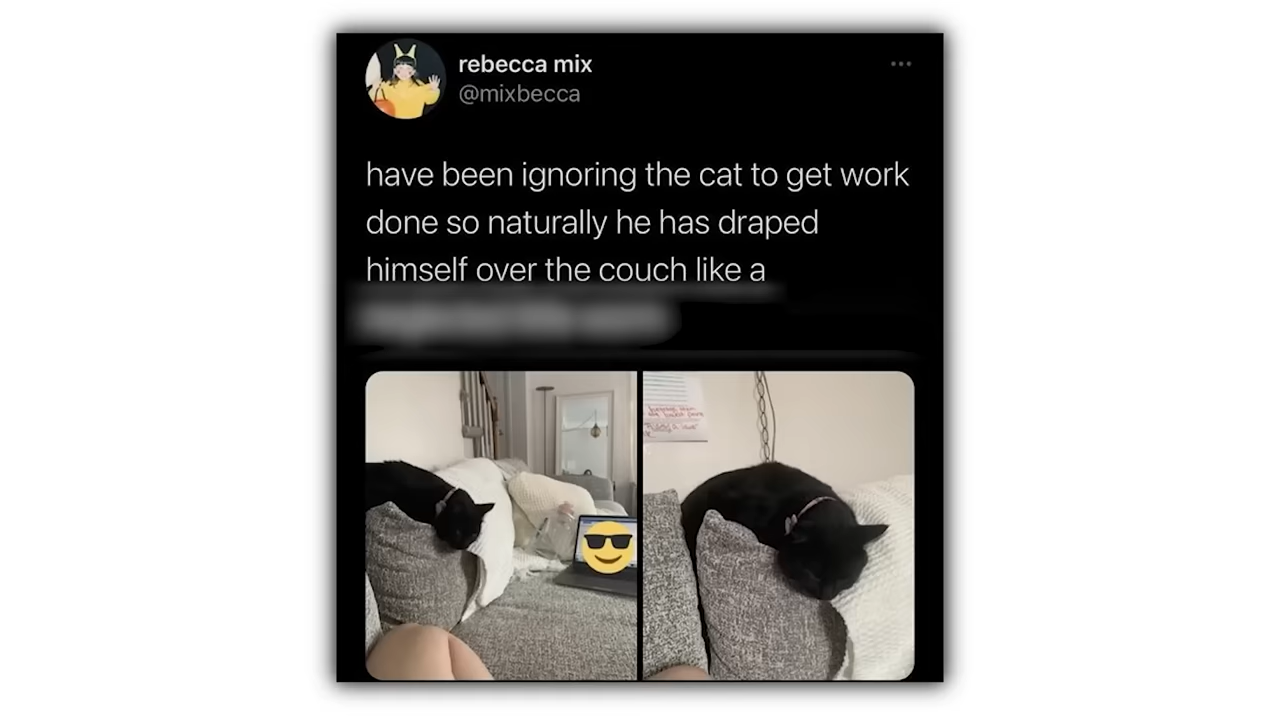 rebecca mix
@mixbecca
have been ignoring the cat to get work
done so naturally he has draped
himself over the couch like a